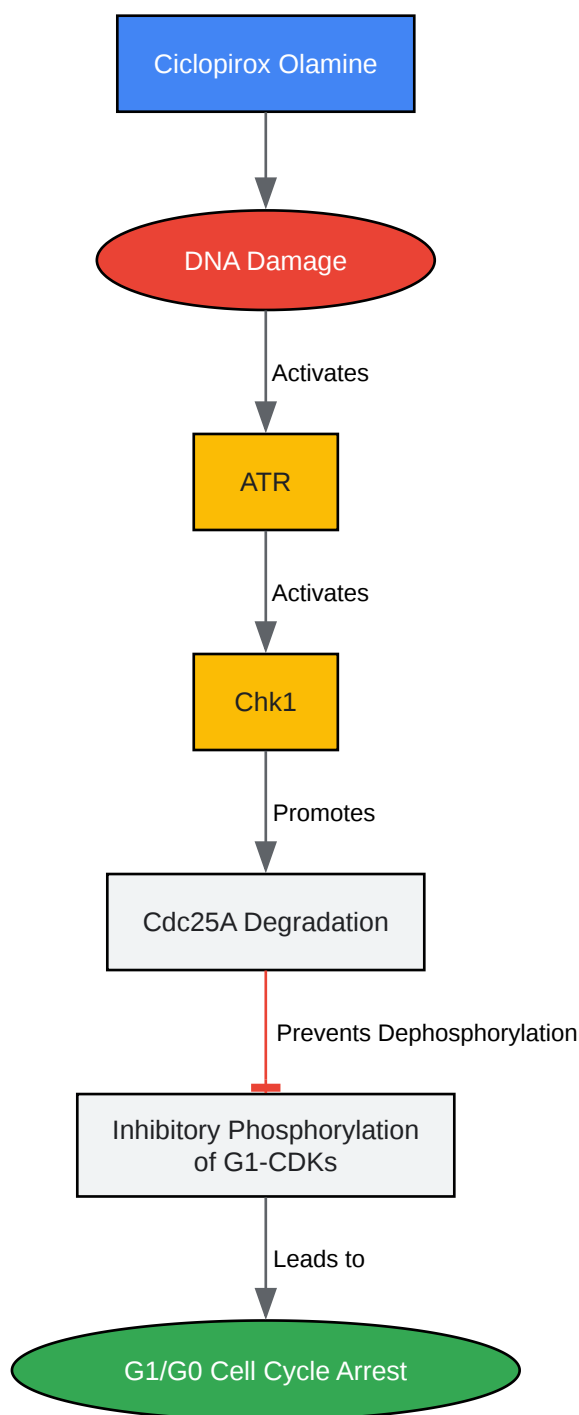 Ciclopirox Olamine
DNA Damage
Activates
ATR
Activates
Chk1
Promotes
Cdc25A Degradation
Prevents Dephosphorylation
Inhibitory Phosphorylation
of G1-CDKs
Leads to
G1/G0 Cell Cycle Arrest